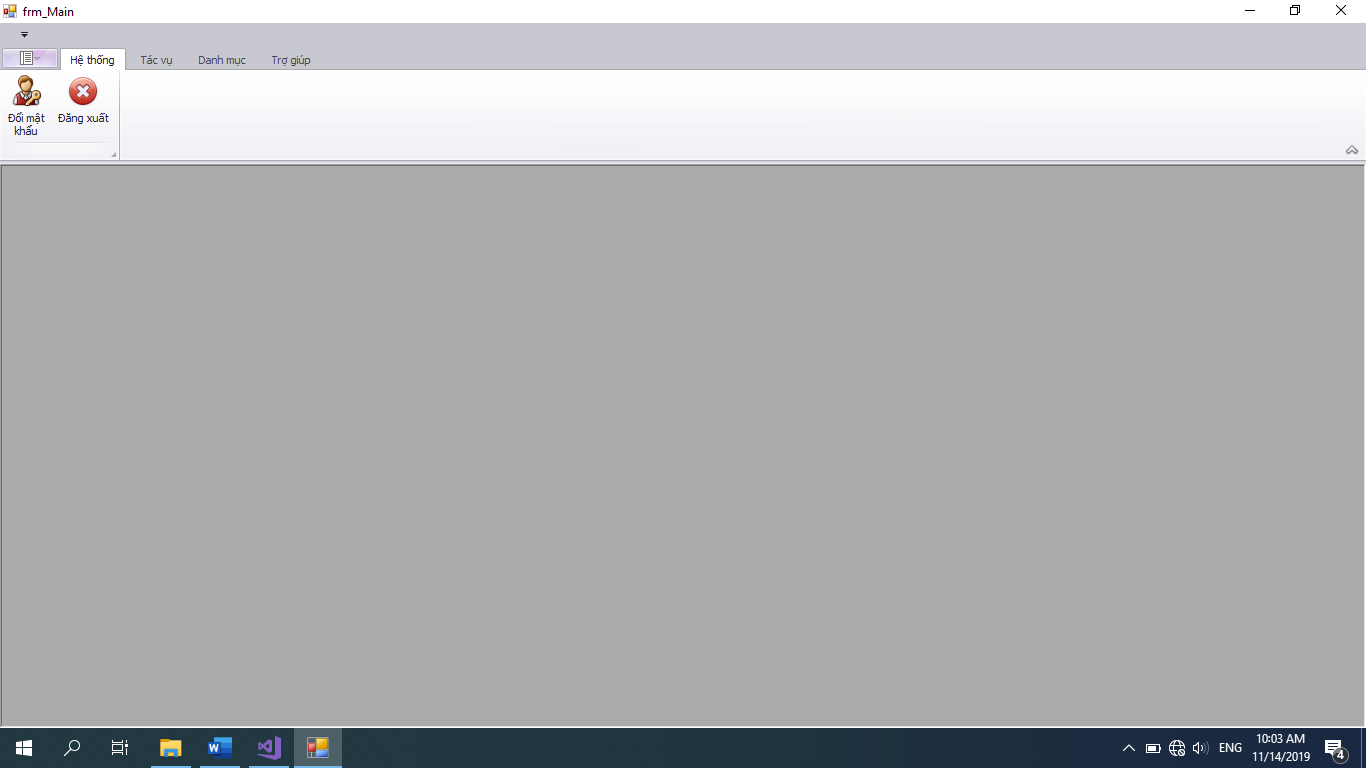 frm_Main
Hệ thống Tác vụ Danh mục Trợ giúp
Đổi mật
khẩu
Đăng xuất
ENG
10:03 AM
11/14/2019
4